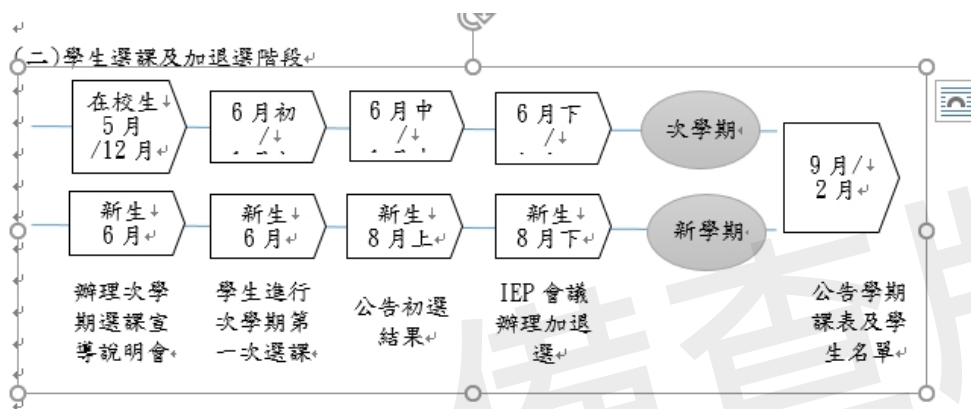 (二)學生選課及加退選階段
在校生
5 月
/12 月
6 月初
/
6 月中
/
6 月下
/
次學期
9 月/
2 月
新生
6 月
新生
6 月
新生
8 月上
新生
8 月下
新學期
辦理次學
期選課宣
導說明會
學生進行
次學期第
一次選課
公告初選
結果
IEP 會議
辦理加退
選
公告學期
課表及學
生名單
備查版